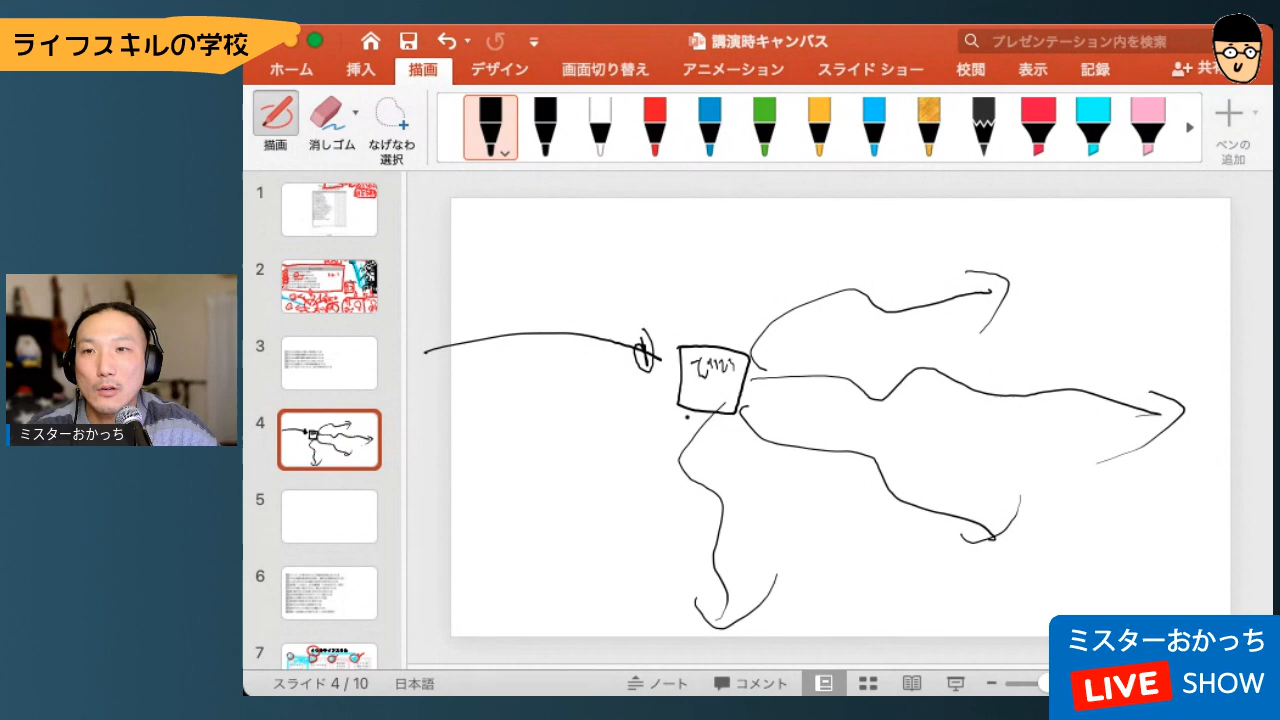 ライフスキルの学校
講演時キャンバス
プレゼンテーション内を検索
ホーム
挿入
描画
デザイン
画面切り替え
アニメーション
スライド ショー
校閲
表示
記録
共有
描画
消しゴム
なげなわ
選択
ペンの
追加
1
2
3
4
5
6
7
ミスターおかっち
スライド 4 / 10
日本語
ノート
コメント
ミスターおかっち
LIVE SHOW